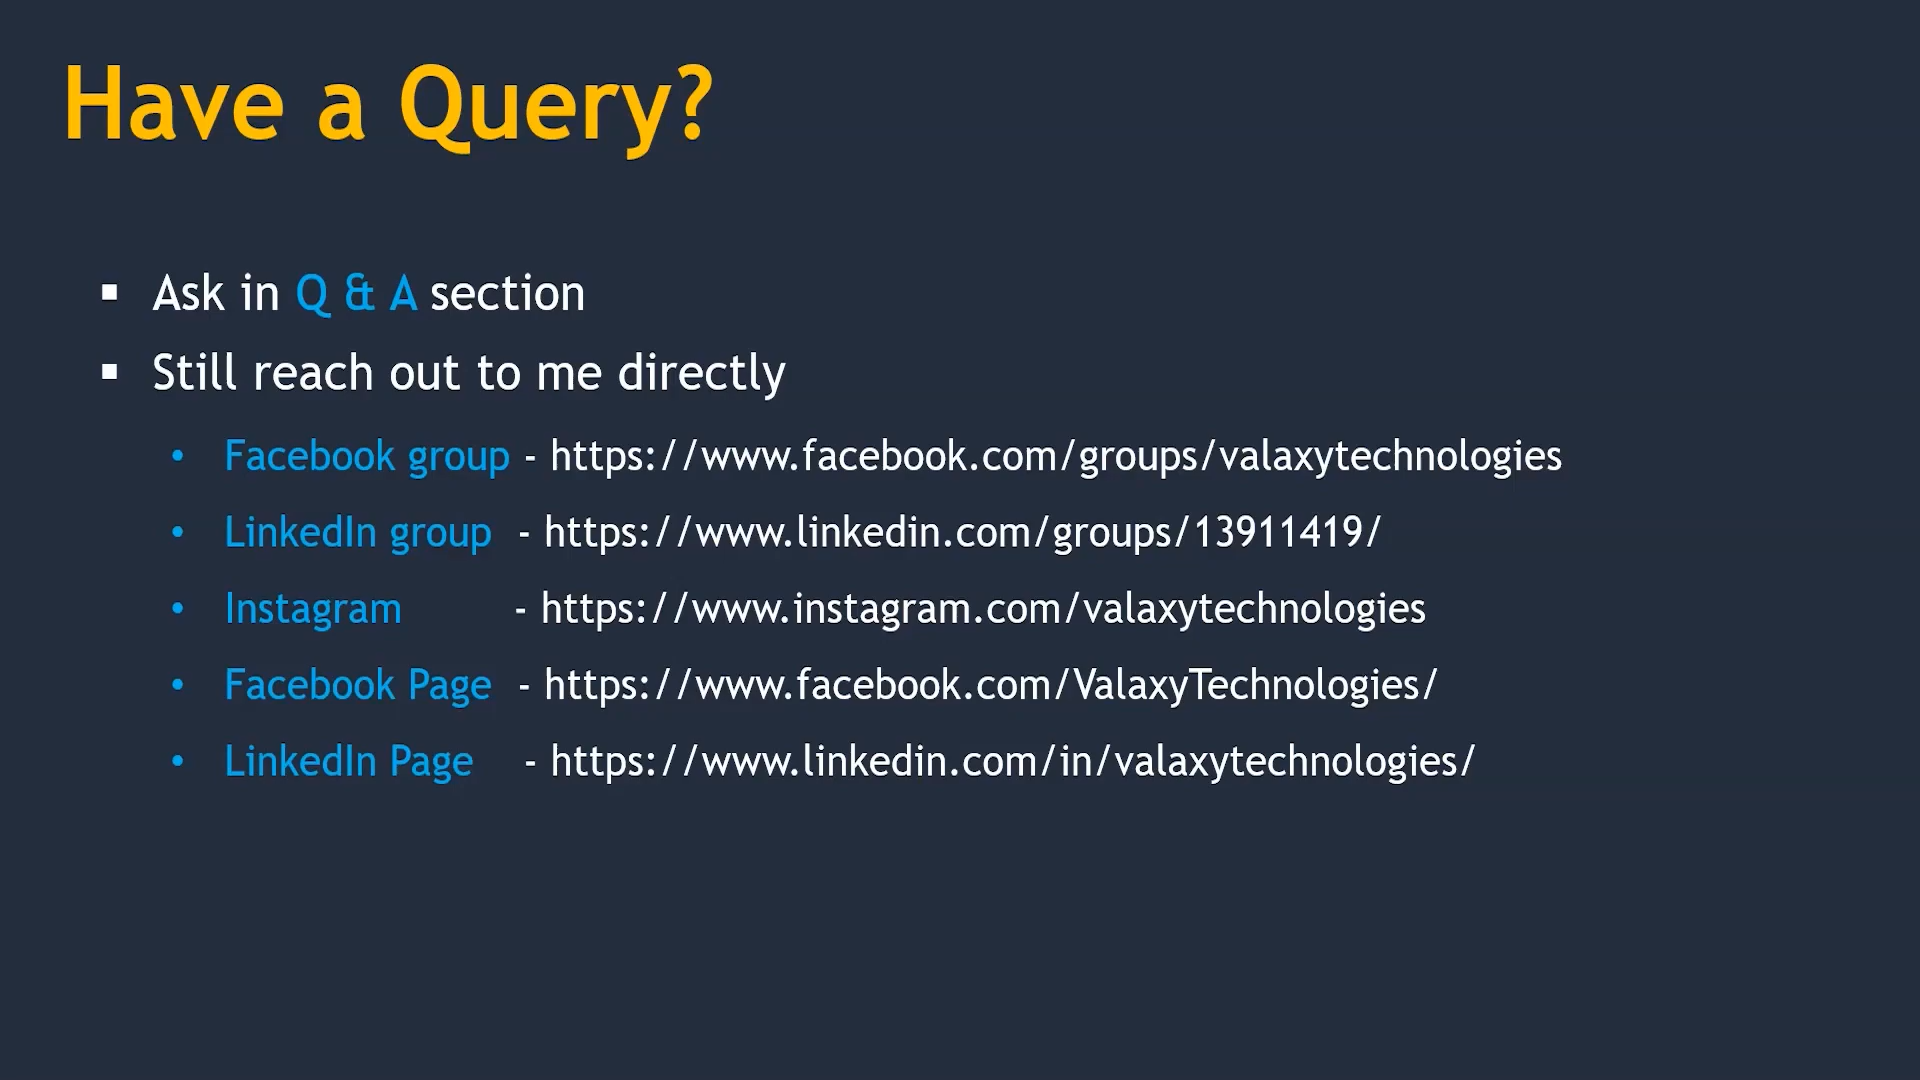 Have a Query?
▪ Ask in Q & A section
▪ Still reach out to me directly
• Facebook group - https://www.facebook.com/groups/valaxytechnologies
• LinkedIn group - https://www.linkedin.com/groups/13911419/
• Instagram - https://www.instagram.com/valaxytechnologies
• Facebook Page - https://www.facebook.com/ValaxyTechnologies/
• LinkedIn Page - https://www.linkedin.com/in/valaxytechnologies/